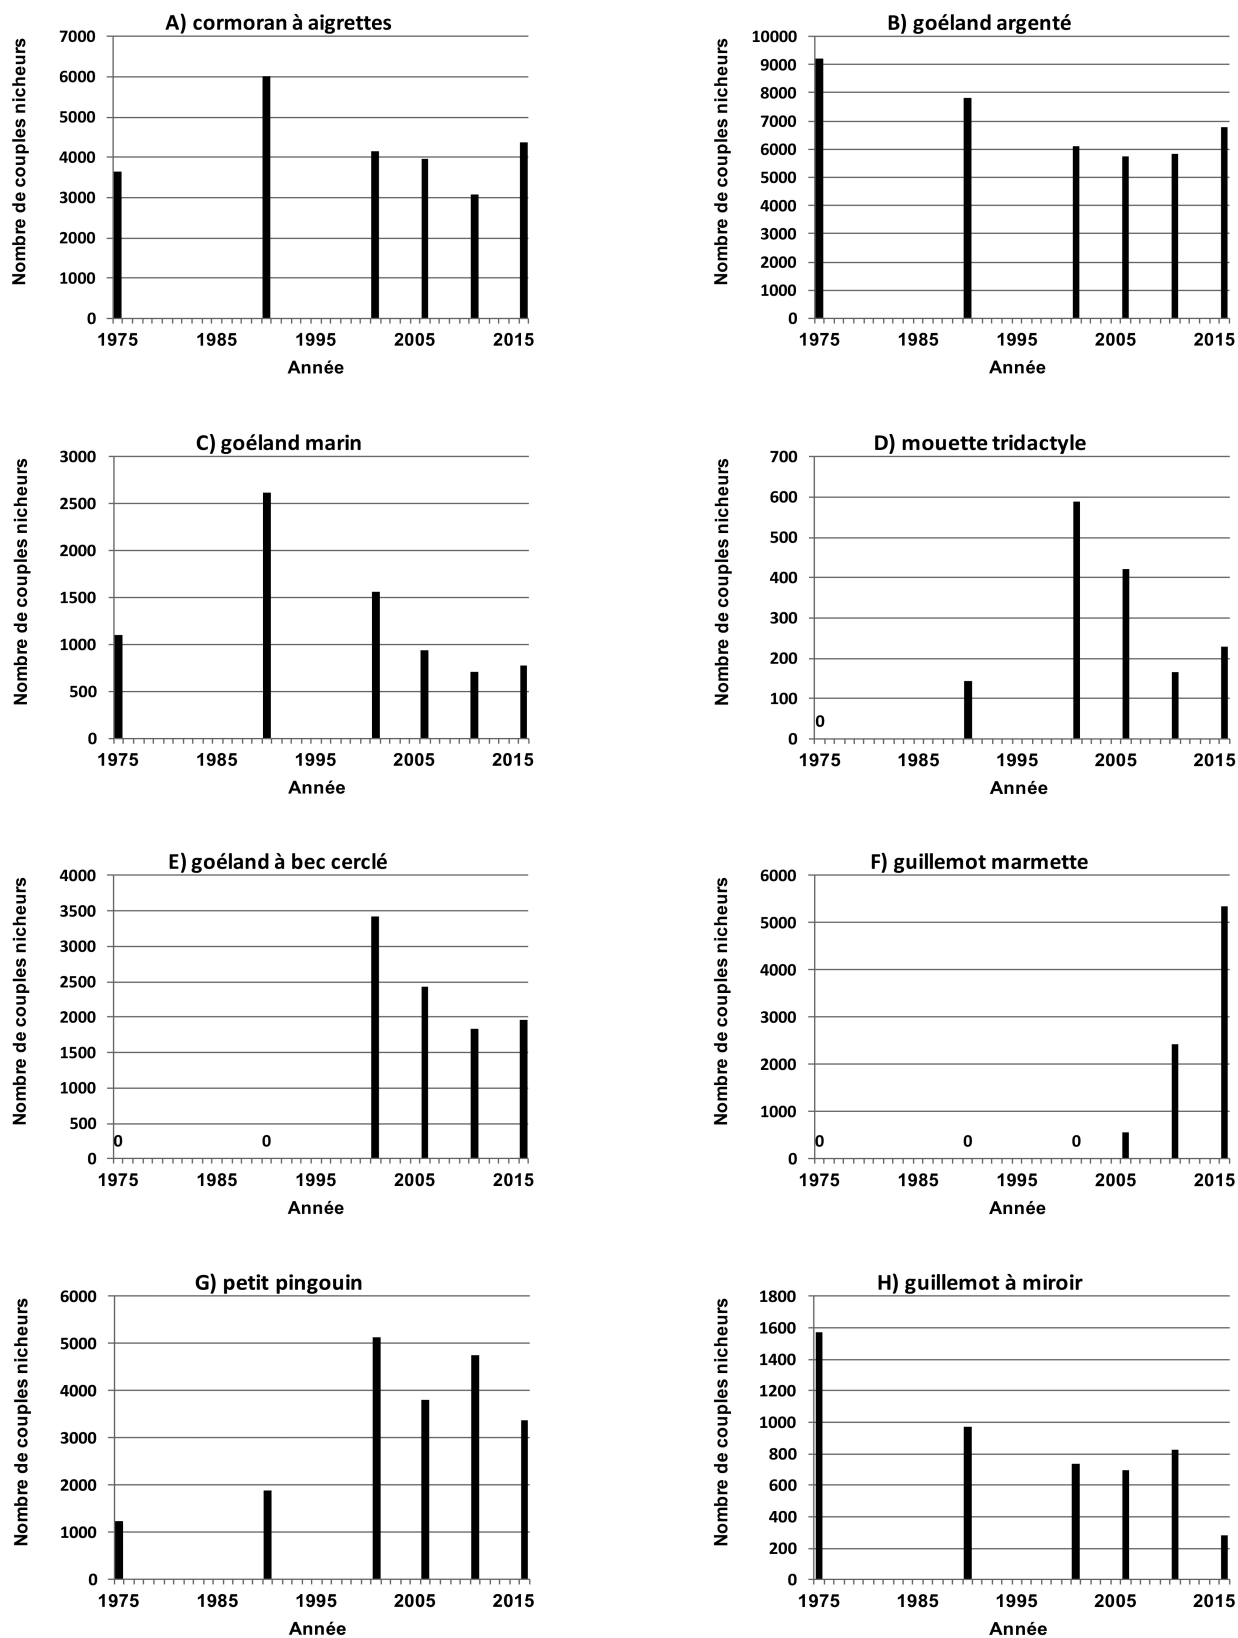 A) cormoran à aigrettes
Nombre de couples nicheurs
7000
6000
5000
4000
3000
2000
1000
0
1975 1985 1995 2005 2015
Année
B) goéland argenté
Nombre de couples nicheurs
10000
9000
8000
7000
6000
5000
4000
3000
2000
1000
0
1975 1985 1995 2005 2015
Année
C) goéland marin
Nombre de couples nicheurs
3000
2500
2000
1500
1000
500
0
1975 1985 1995 2005 2015
Année
D) mouette tridactyle
Nombre de couples nicheurs
700
600
500
400
300
200
100
0
0
1975 1985 1995 2005 2015
Année
E) goéland à bec cerclé
Nombre de couples nicheurs
4000
3500
3000
2500
2000
1500
1000
500
0 0
0
1975 1985 1995 2005 2015
Année
F) guillemot marmette
Nombre de couples nicheurs
6000
5000
4000
3000
2000
1000
0 0 0
0
1975 1985 1995 2005 2015
Année
G) petit pingouin
Nombre de couples nicheurs
6000
5000
4000
3000
2000
1000
0
1975 1985 1995 2005 2015
Année
H) guillemot à miroir
Nombre de couples nicheurs
1800
1600
1400
1200
1000
800
600
400
200
0
1975 1985 1995 2005 2015
Année